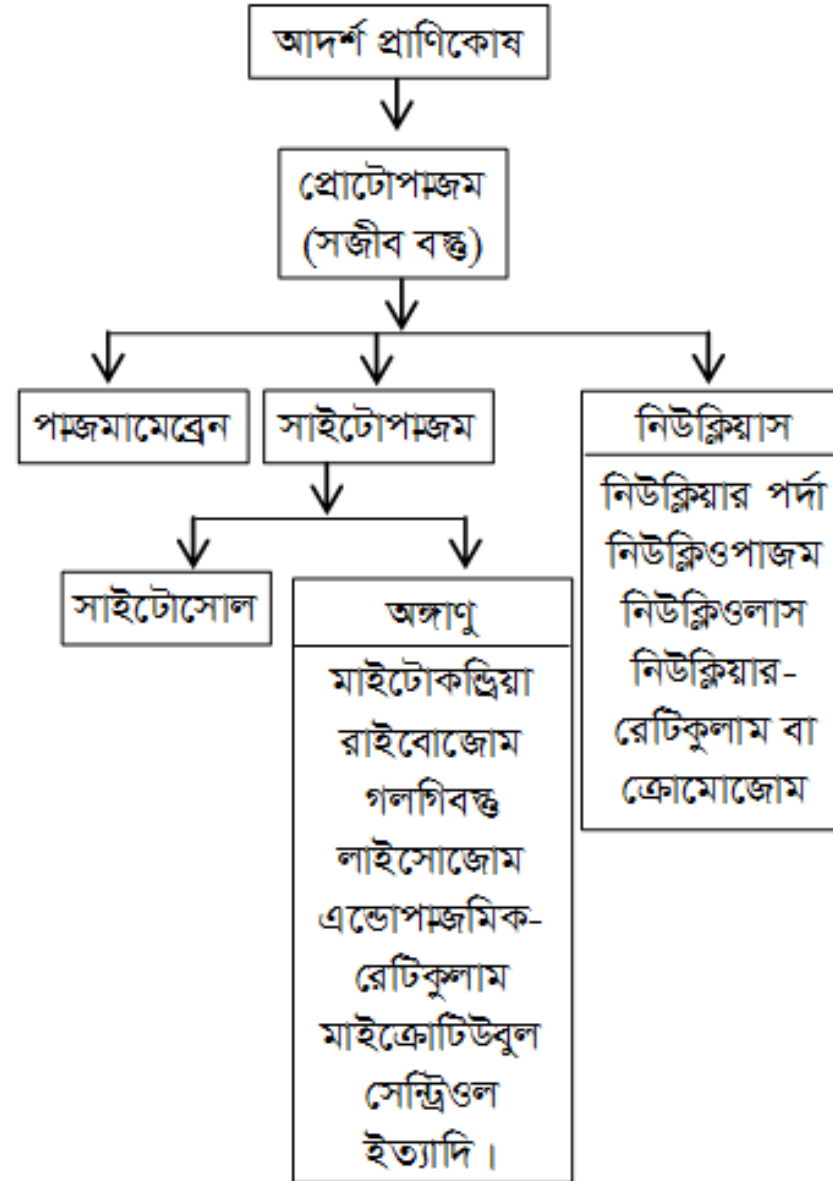 আদর্শ প্রাণিকোষ
প্রোটোপাজম
(সজীব বস্তু)
পাজমামেব্রেন
সাইটোপাজম
নিউক্লিয়াস
নিউক্লিয়ার পর্দা
নিউক্লিওপাজম
নিউক্লিওলাস
নিউক্লিয়ার-
রেটিকুলাম বা
ক্রোমোজোম
সাইটোসোল
অঙ্গাণু
মাইটোকন্ড্রিয়া
রাইবোজোম
গলগিবস্তু
লাইসোজোম
এন্ডোপাজমিক-
রেটিকুলাম
মাইক্রোটিউবুল
সেন্ট্রিওল
ইত্যাদি।